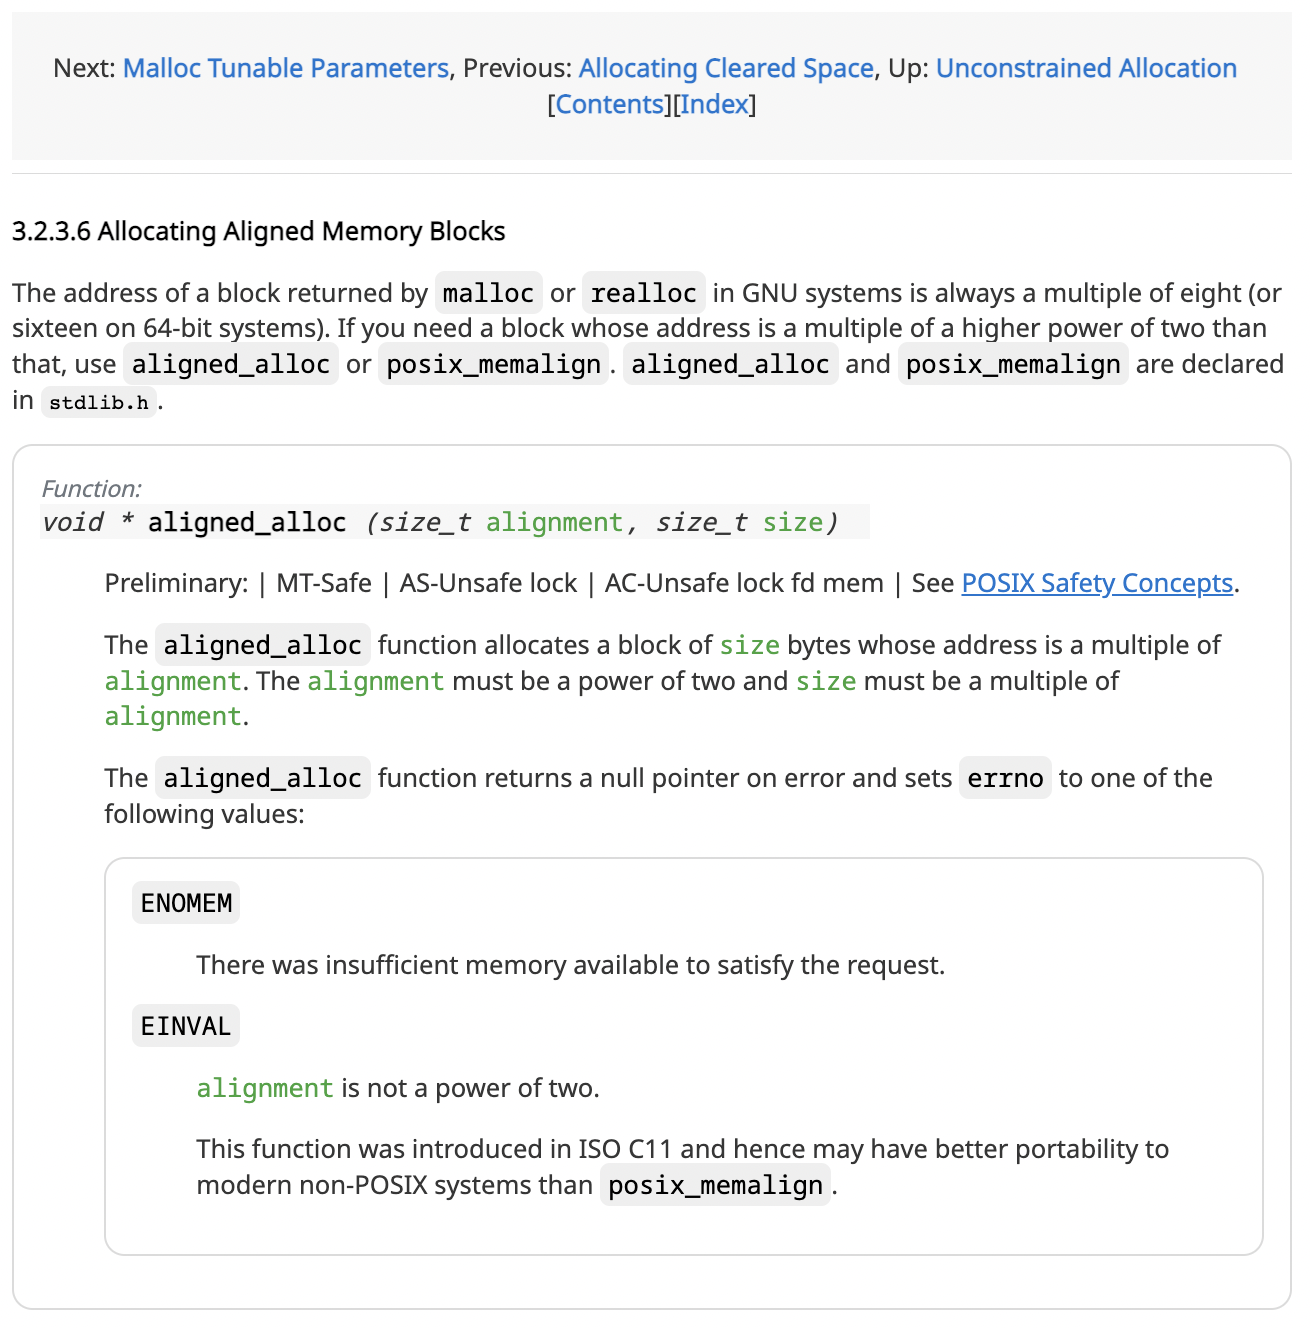 Next: Malloc Tunable Parameters, Previous: Allocating Cleared Space, Up: Unconstrained Allocation
[Contents][Index]
3.2.3.6 Allocating Aligned Memory Blocks
The address of a block returned by malloc or realloc in GNU systems is always a multiple of eight (or
sixteen on 64-bit systems). If you need a block whose address is a multiple of a higher power of two than
that, use aligned_alloc or posix_memalign. aligned_alloc and posix_memalign are declared
in stdlib.h.
Function:
void * aligned_alloc (size_t alignment, size_t size)
Preliminary: | MT-Safe | AS-Unsafe lock | AC-Unsafe lock fd mem | See POSIX Safety Concepts.
The aligned_alloc function allocates a block of size bytes whose address is a multiple of
alignment. The alignment must be a power of two and size must be a multiple of
alignment.
The aligned_alloc function returns a null pointer on error and sets errno to one of the
following values:
ENOMEM
There was insufficient memory available to satisfy the request.
EINVAL
alignment is not a power of two.
This function was introduced in ISO C11 and hence may have better portability to
modern non-POSIX systems than posix_memalign.